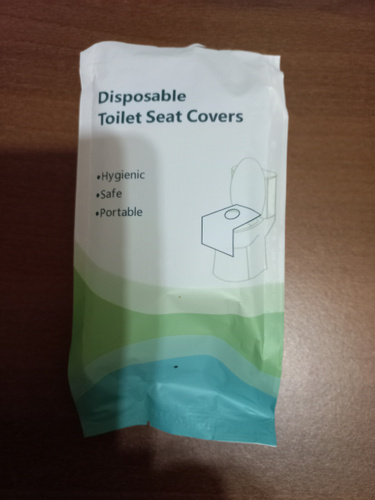 Disposable
Toilet Seat Covers
•Hygienic
•Safe
•Portable